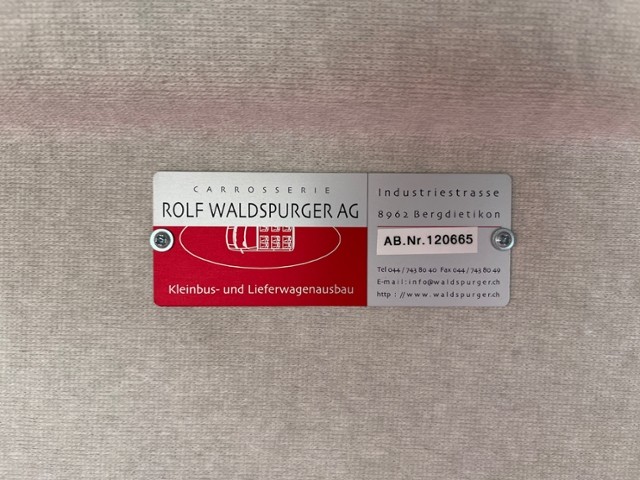 CARROSSERIE
ROLF WALDSPURGER AG
Kleinbus- und Lieferwagenausbau
Industriestrasse
8962 Bergdietikon
AB.Nr.120665
Tel 044 / 743 80 40 Fax 044 / 743 80 49
E-mail: info@waldspurger.ch
http : // www.waldspurger.ch